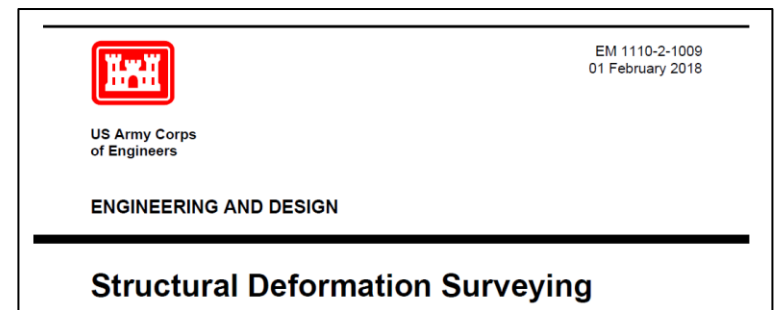 EM 1110-2-1009
01 February 2018
US Army Corps
of Engineers
ENGINEERING AND DESIGN
Structural Deformation Surveying